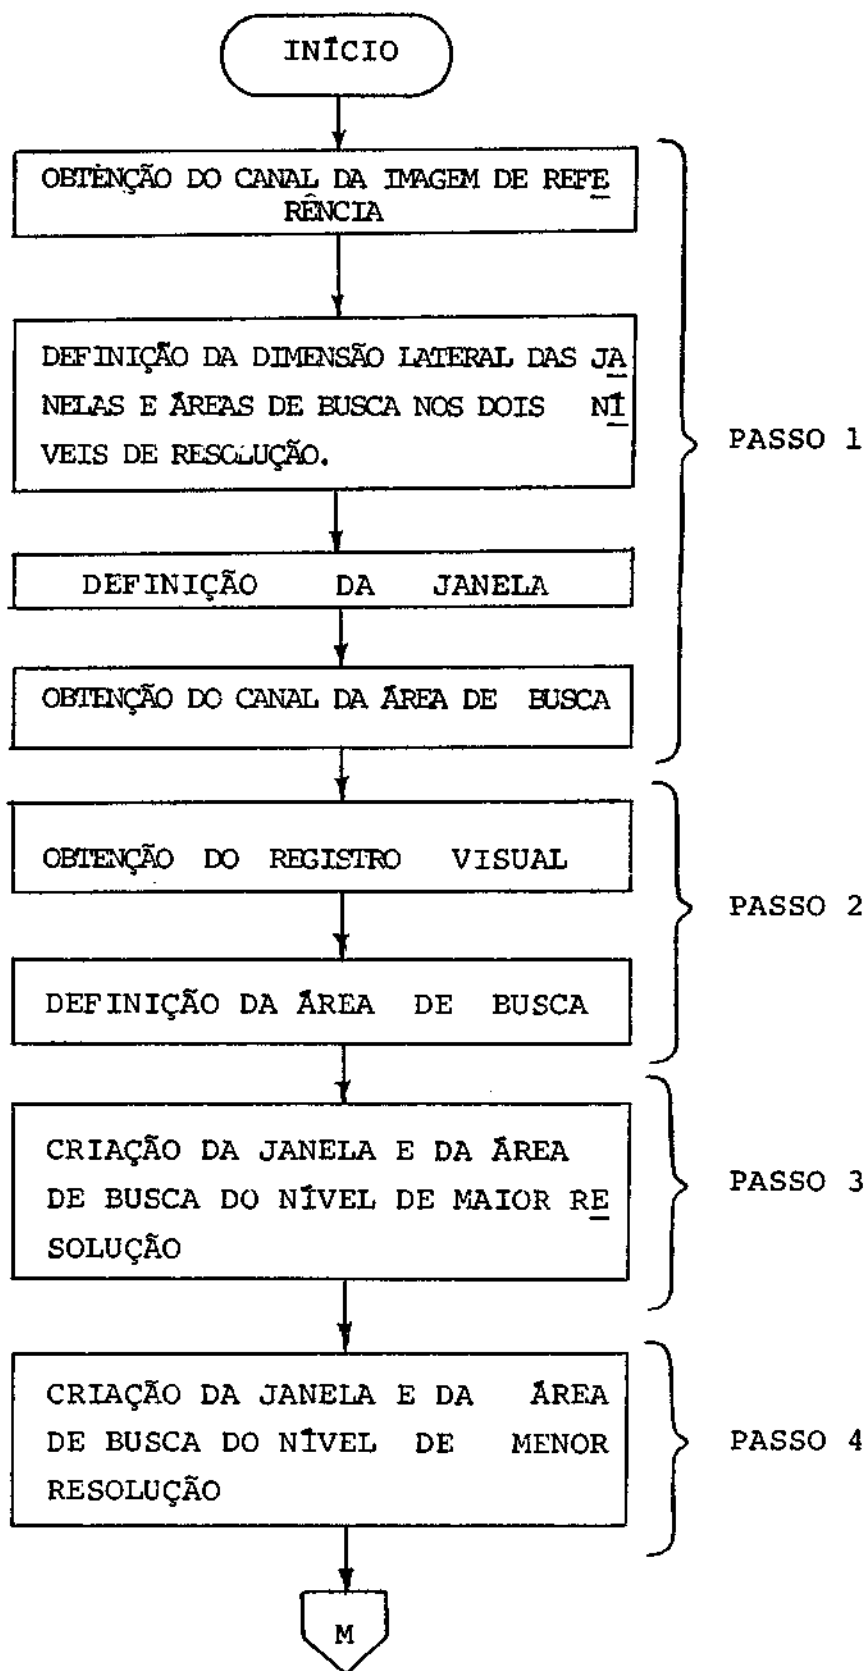 INÍCIO
OBTENÇÃO DO CANAL DA IMAGEM DE REFE
RÊNCIA
DEFINIÇÃO DA DIMENSÃO LATERAL DAS JA
NELAS E ÁREAS DE BUSCA NOS DOIS NÍ
VEIS DE RESOLUÇÃO.
PASSO 1
DEFINIÇÃO DA JANELA
OBTENÇÃO DO CANAL DA ÁREA DE BUSCA
OBTENÇÃO DO REGISTRO VISUAL
PASSO 2
DEFINIÇÃO DA ÁREA DE BUSCA
CRIAÇÃO DA JANELA E DA ÁREA
DE BUSCA DO NÍVEL DE MAIOR RE
SOLUÇÃO
PASSO 3
CRIAÇÃO DA JANELA E DA ÁREA
DE BUSCA DO NÍVEL DE MENOR
RESOLUÇÃO
PASSO 4
M